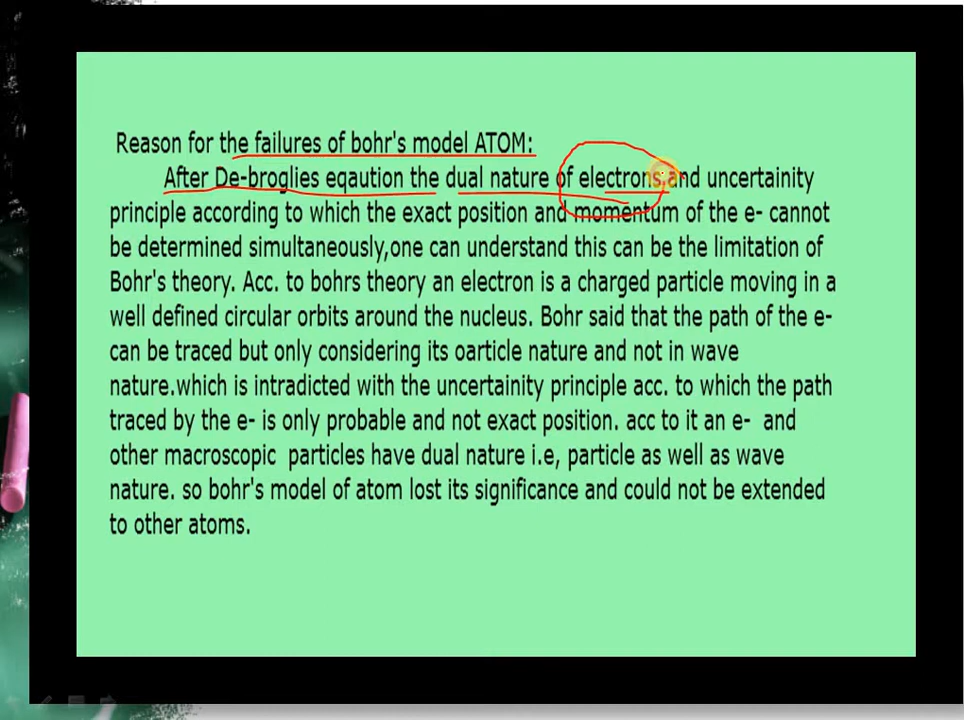 Reason for the failures of bohr's model ATOM:
After De-broglies eqaution the dual nature of electrons and uncertainity
principle according to which the exact position and momentum of the e- cannot
be determined simultaneously,one can understand this can be the limitation of
Bohr's theory. Acc. to bohrs theory an electron is a charged particle moving in a
well defined circular orbits around the nucleus. Bohr said that the path of the e-
can be traced but only considering its oarticle nature and not in wave
nature.which is intradicted with the uncertainity principle acc. to which the path
traced by the e- is only probable and not exact position. acc to it an e- and
other macroscopic particles have dual nature i.e, particle as well as wave
nature. so bohr's model of atom lost its significance and could not be extended
to other atoms.